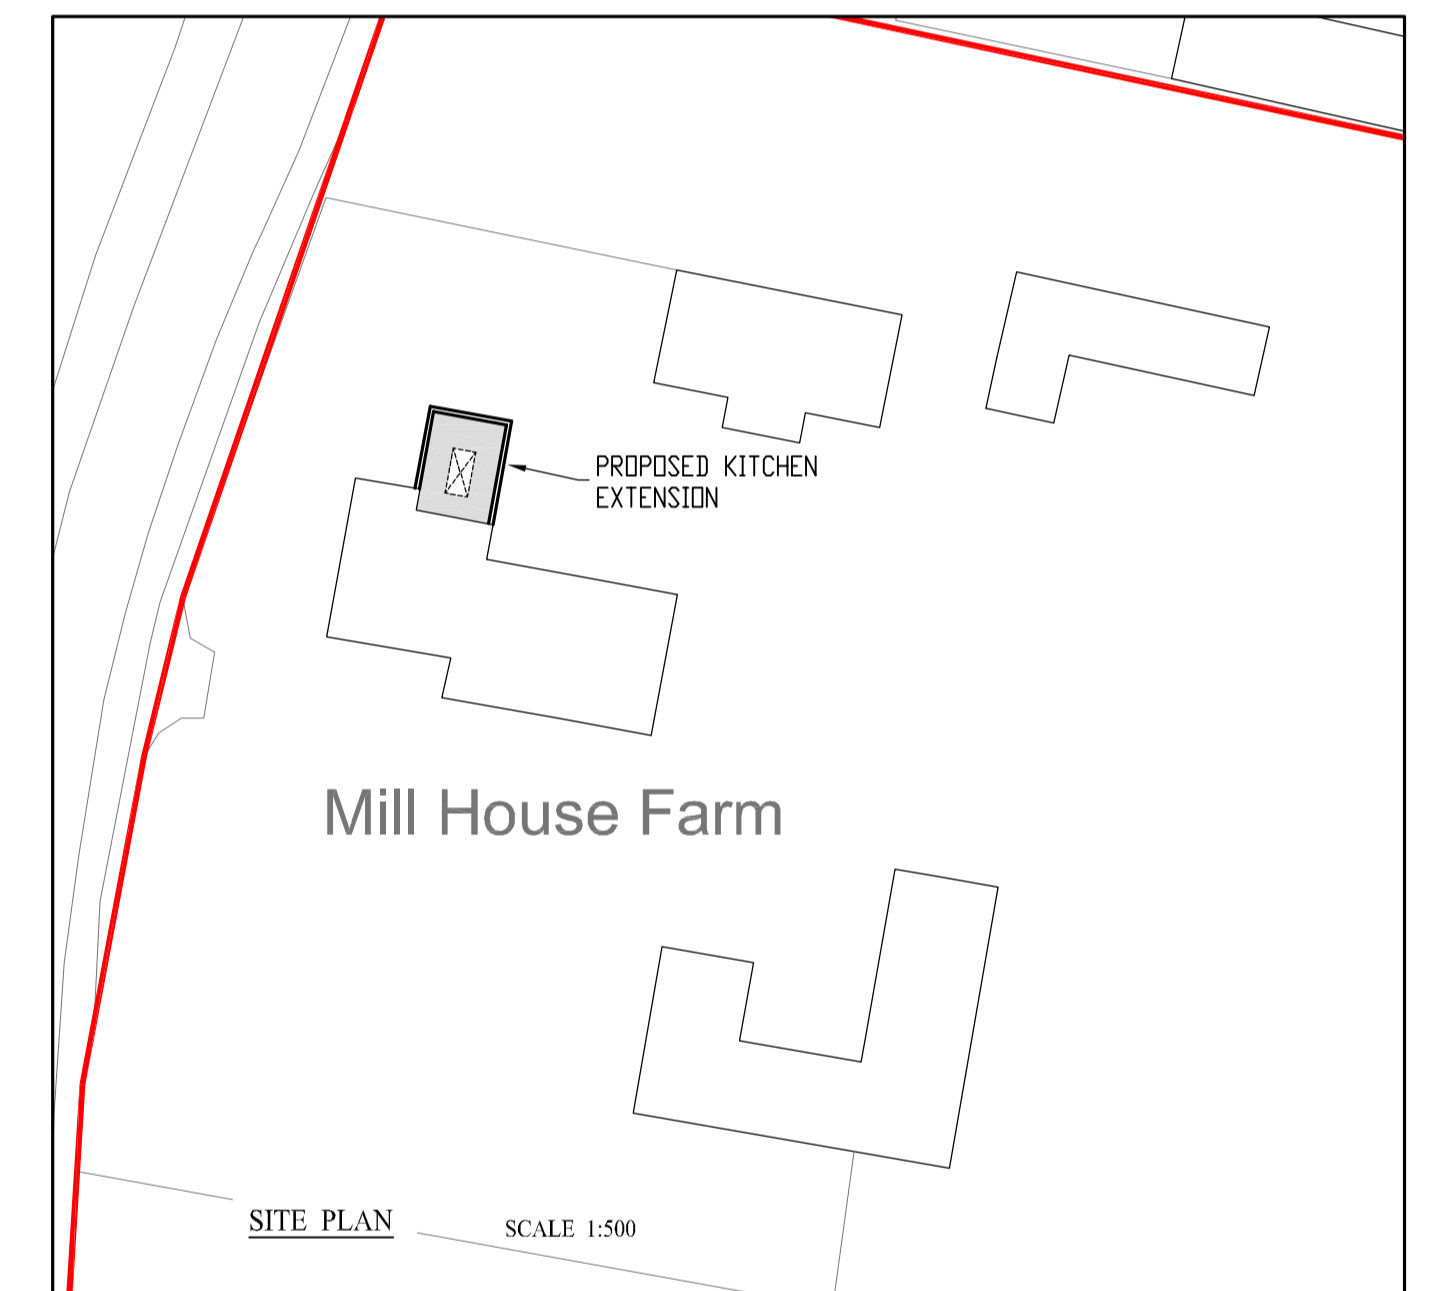 PROPOSED KITCHEN
EXTENSION
Mill House Farm
SITE PLAN
SCALE 1:500